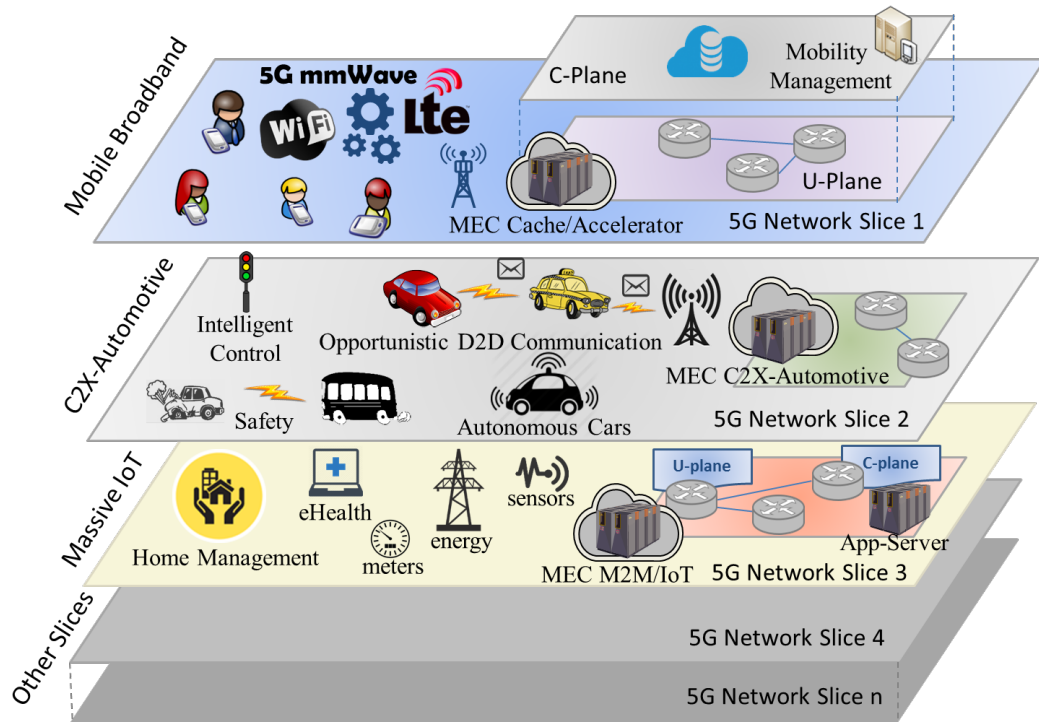 Mobile Broadband
5G mmWave
WiFi
Lte
C-Plane
Mobility
Management
U-Plane
MEC Cache/Accelerator
5G Network Slice 1
C2X-Automotive
Intelligent
Control
Opportunistic D2D Communication
MEC C2X-Automotive
Safety
Autonomous Cars
5G Network Slice 2
Massive IoT
Home Management
eHealth
meters
energy
sensors
U-plane
C-plane
MEC M2M/IoT
App-Server
5G Network Slice 3
Other Slices
5G Network Slice 4
5G Network Slice n